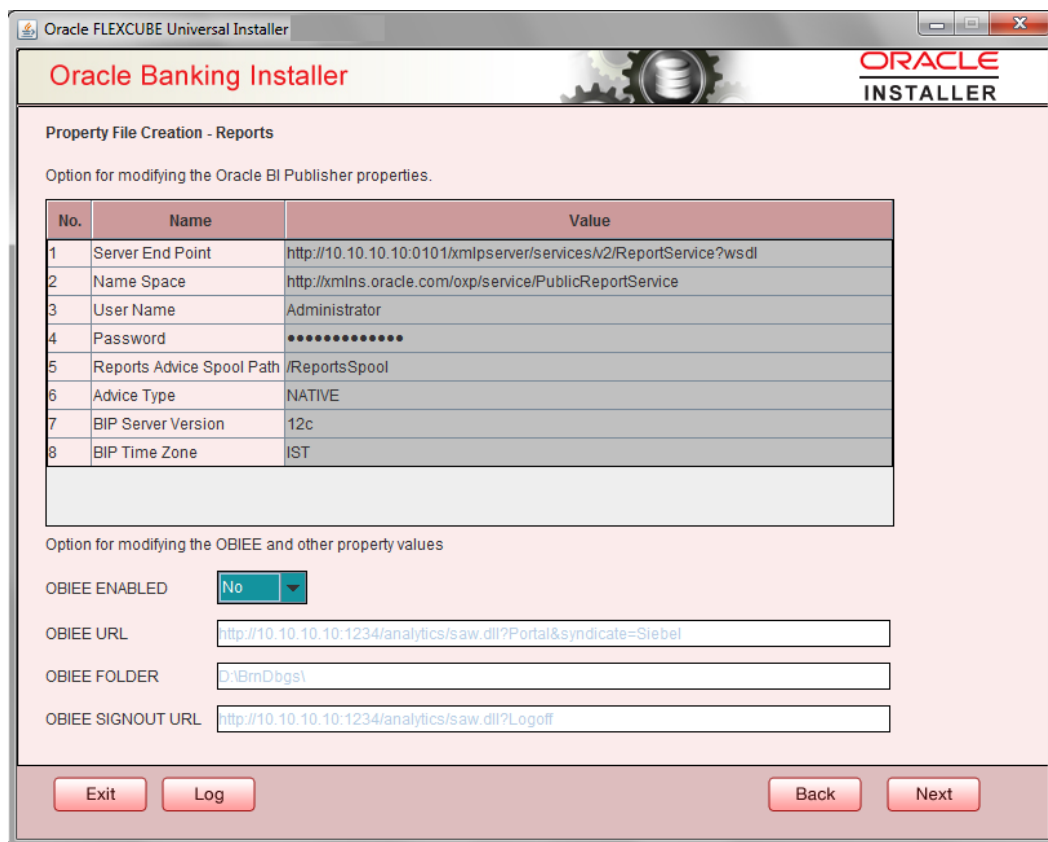 Oracle FLEXCUBE Universal Installer
Oracle Banking Installer
ORACLE
INSTALLER
Property File Creation - Reports
Option for modifying the Oracle BI Publisher properties.
No. Name Value
1 Server End Point http://10.10.10.10:0101/xmlpserver/services/v2/ReportService?wsdl
2 Name Space http://xmlns.oracle.com/oxp/service/PublicReportService
3 User Name Administrator
4 Password •••••••••••••
5 Reports Advice Spool Path /ReportsSpool
6 Advice Type NATIVE
7 BIP Server Version 12c
8 BIP Time Zone IST
Option for modifying the OBIEE and other property values
OBIEE ENABLED No
OBIEE URL http://10.10.10.10:1234/analytics/saw.dll?Portal&syndicate=Siebel
OBIEE FOLDER D:\BrnDbgs\
OBIEE SIGNOUT URL http://10.10.10.10:1234/analytics/saw.dll?Logoff
Exit Log Back Next